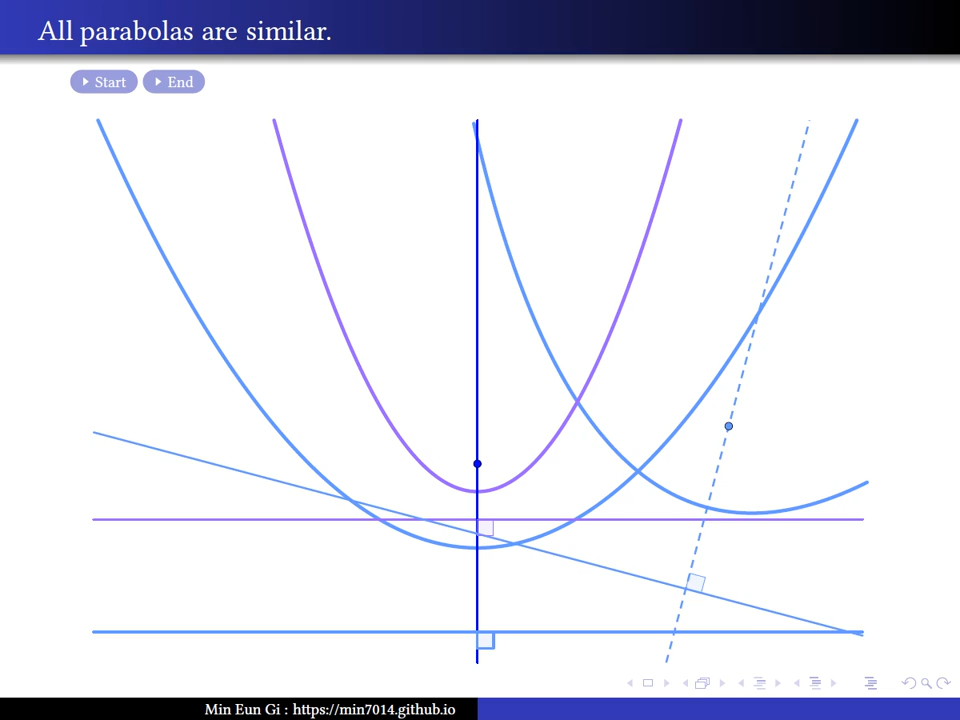 All parabolas are similar.
Start
End
Min Eun Gi : https://min7014.github.io